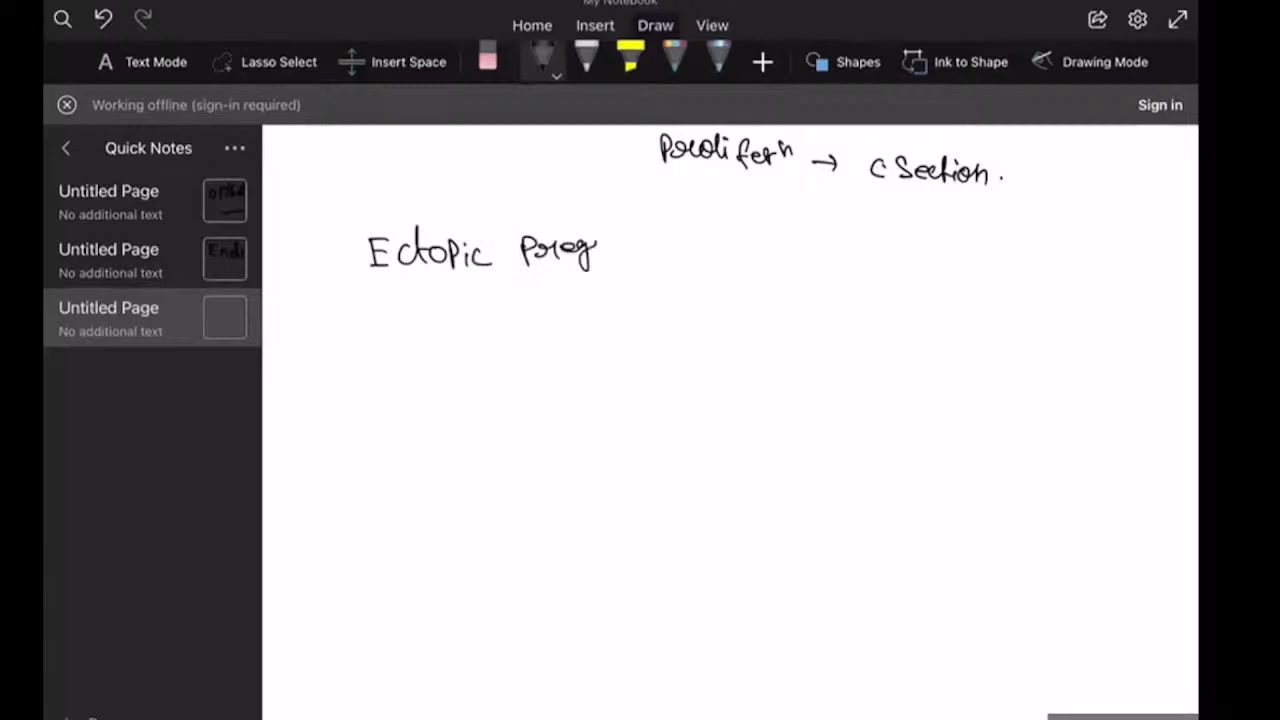 My Notebook
Home Insert Draw View
A Text Mode Lasso Select Insert Space Shapes Ink to Shape Drawing Mode
Working offline (sign-in required) Sign in
Quick Notes
Untitled Page
No additional text
Untitled Page
No additional text
Untitled Page
No additional text
→ C Section.
Ectopic Preg